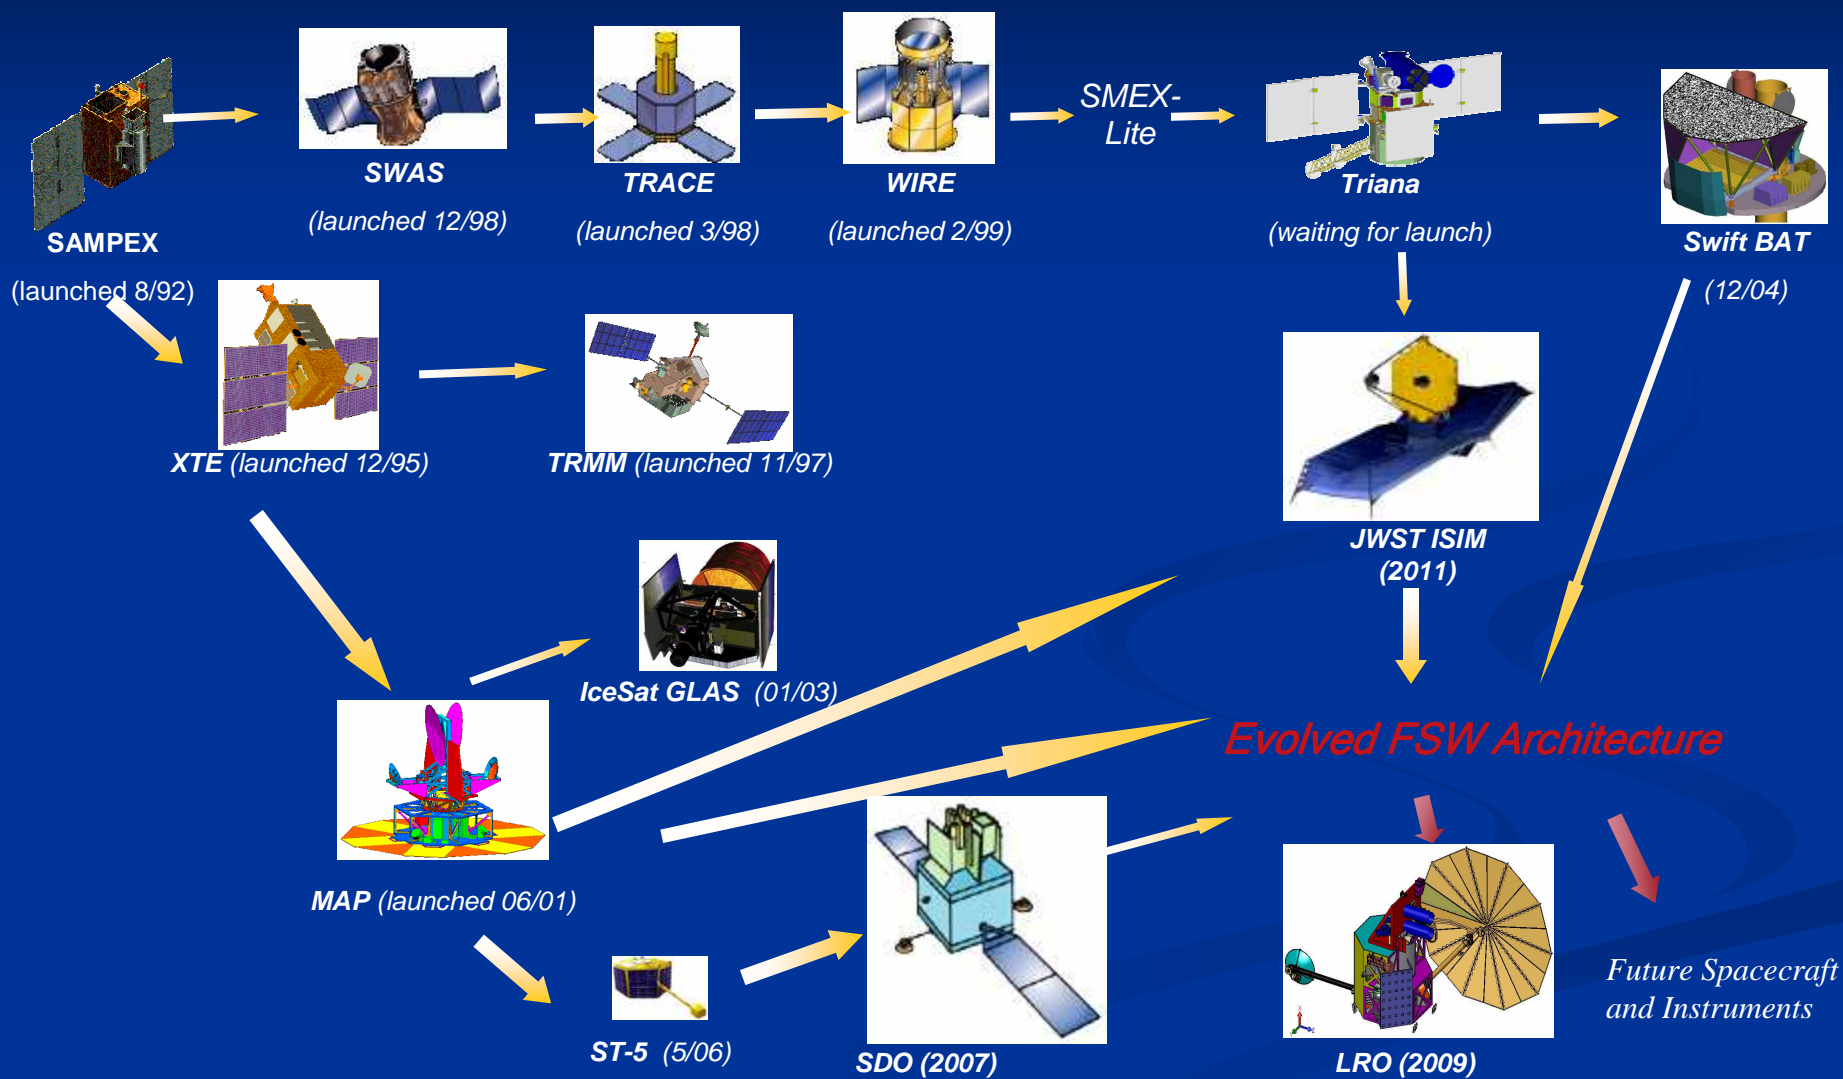 SMEX-
Lite
SWAS
TRACE
WIRE
Triana
(launched 12/98)
(launched 3/98)
(launched 2/99)
(waiting for launch)
SAMPEX
(launched 8/92)
Swift BAT
(12/04)
XTE (launched 12/95)
TRMM (launched 11/97)
JWST ISIM
(2011)
IceSat GLAS (01/03)
Evolved FSW Architecture
MAP (launched 06/01)
Future Spacecraft
and Instruments
ST-5 (5/06)
SDO (2007)
LRO (2009)